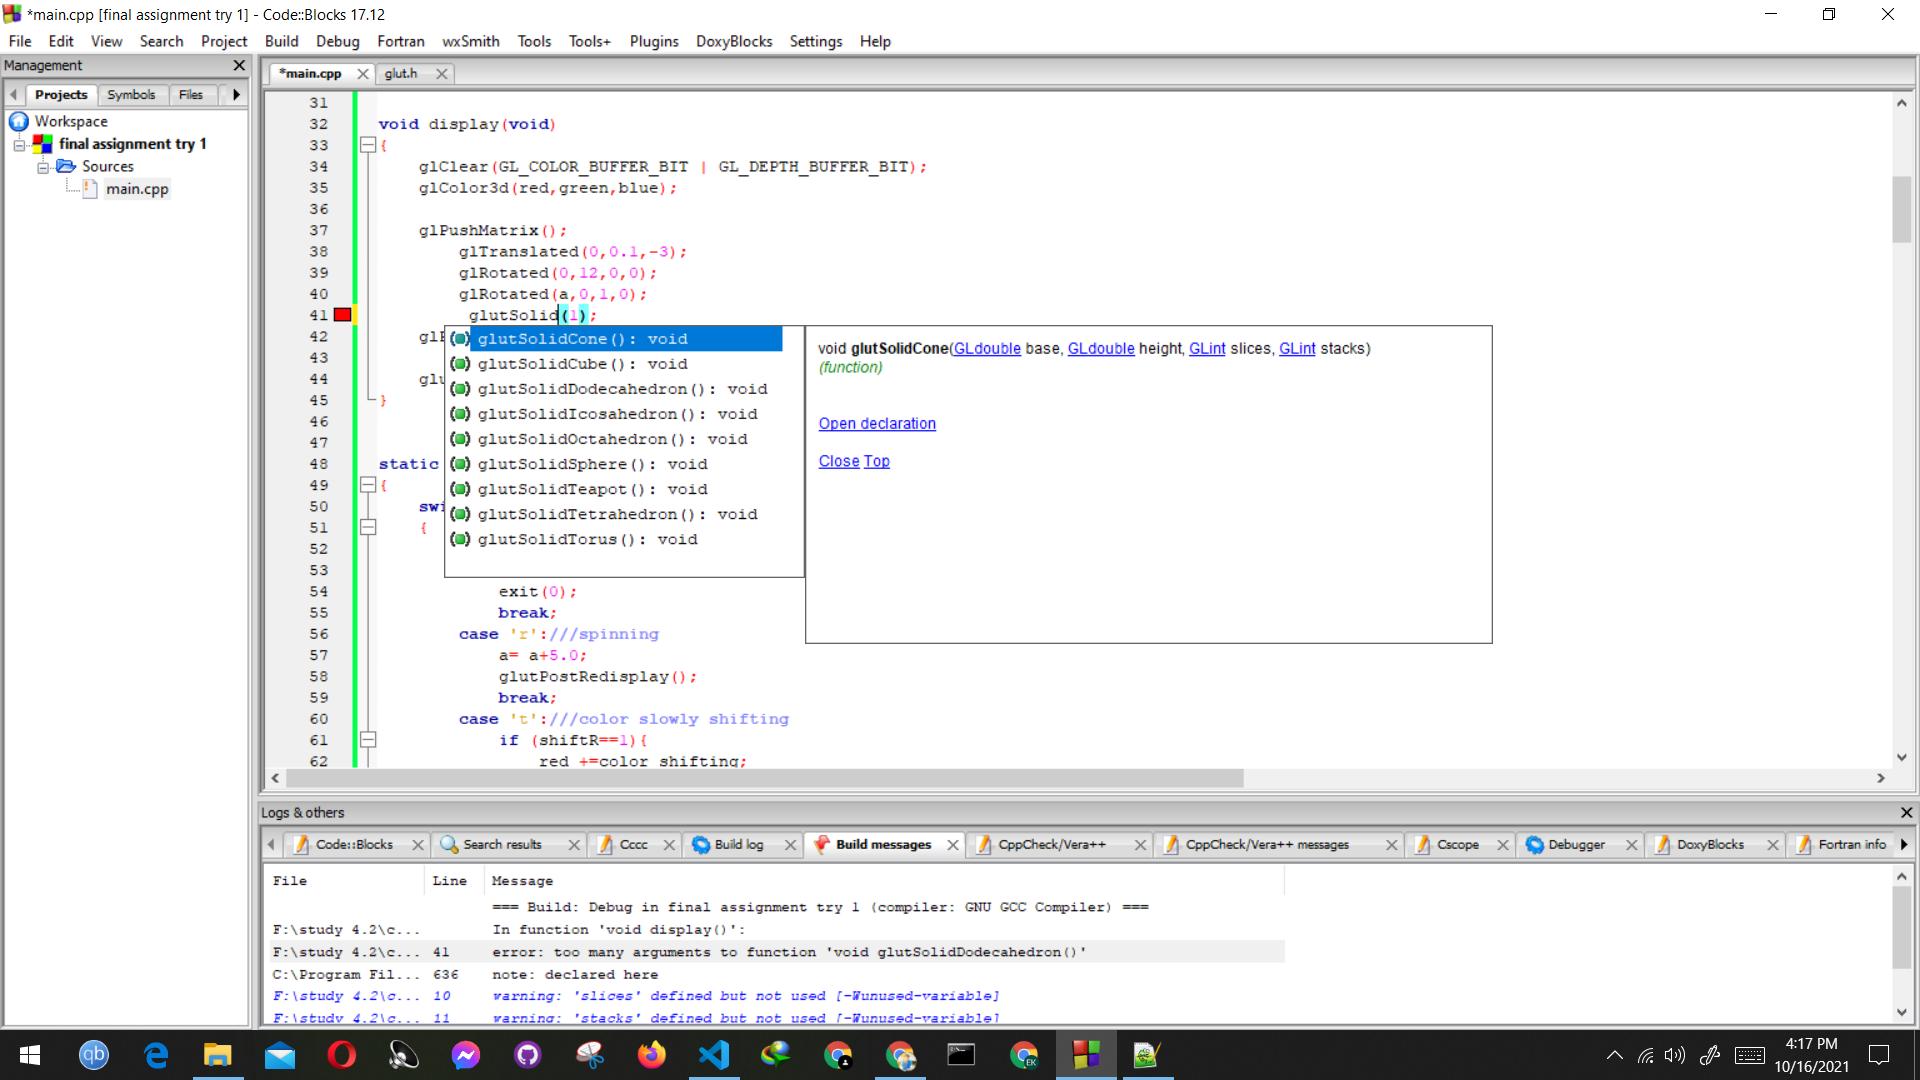 *main.cpp [final assignment try 1] - Code::Blocks 17.12
File Edit View Search Project Build Debug Fortran wxSmith Tools Tools+ Plugins DoxyBlocks Settings Help
Management
Projects Symbols Files
Workspace
final assignment try 1
Sources
main.cpp
*main.cpp glut.h
31
32 void display(void)
33 {
34 glClear(GL_COLOR_BUFFER_BIT | GL_DEPTH_BUFFER_BIT);
35 glColor3d(red,green,blue);
36
37 glPushMatrix();
38 glTranslated(0,0.1,-3);
39 glRotated(0,12,0,0);
40 glRotated(a,0,1,0);
41 glutSolid(1);
42
43
44 glu
45 }
46
47
48 static
49 {
50
51 {
52
53
54 exit(0);
55 break;
56 case 'r':///spinning
57 a= a+5.0;
58 glutPostRedisplay();
59 break;
60 case 't':///color slowly shifting
61 if (shiftR==1){
62 red +=color shifting;
glutSolidCone(): void
glutSolidCube(): void
glutSolidDodecahedron(): void
glutSolidIcosahedron(): void
glutSolidOctahedron(): void
glutSolidSphere(): void
glutSolidTeapot(): void
glutSolidTetrahedron(): void
glutSolidTorus(): void
void glutSolidCone(GLdouble base, GLdouble height, GLint slices, GLint stacks)
(function)
Open declaration
Close Top
Logs & others
Code::Blocks Search results Cccc Build log Build messages CppCheck/Vera++ CppCheck/Vera++ messages Cscope Debugger DoxyBlocks Fortran info
File Line Message
=== Build: Debug in final assignment try 1 (compiler: GNU GCC Compiler) ===
F:\study 4.2\c... In function 'void display()':
F:\study 4.2\c... 41 error: too many arguments to function 'void glutSolidDodecahedron()'
C:\Program Fil... 636 note: declared here
F:\study 4.2\c... 10 warning: 'slices' defined but not used [-Wunused-variable]
F:\study 4.2\c... 11 warning: 'stacks' defined but not used [-Wunused-variable]
qb
EK
4:17 PM
10/16/2021